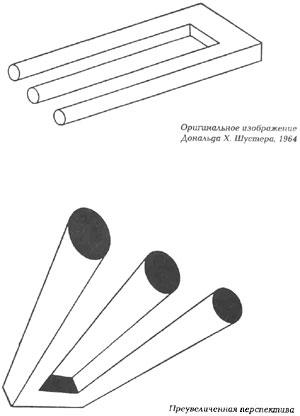 Оригинальное изображение
Дональда Х. Шустера, 1964
Преувеличенная перспектива